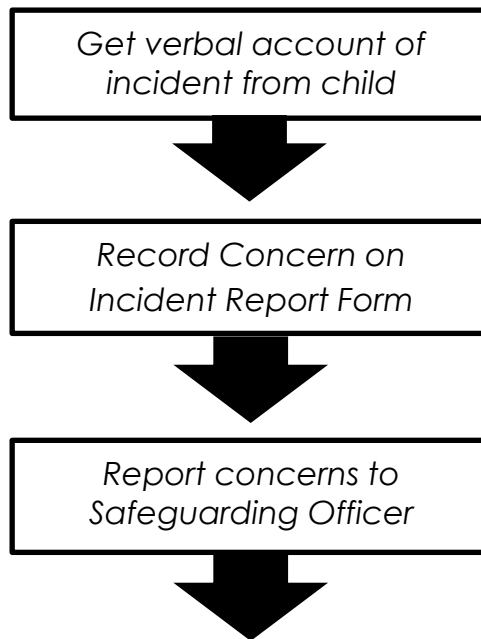 Get verbal account of
incident from child
Record Concern on
Incident Report Form
Report concerns to
Safeguarding Officer